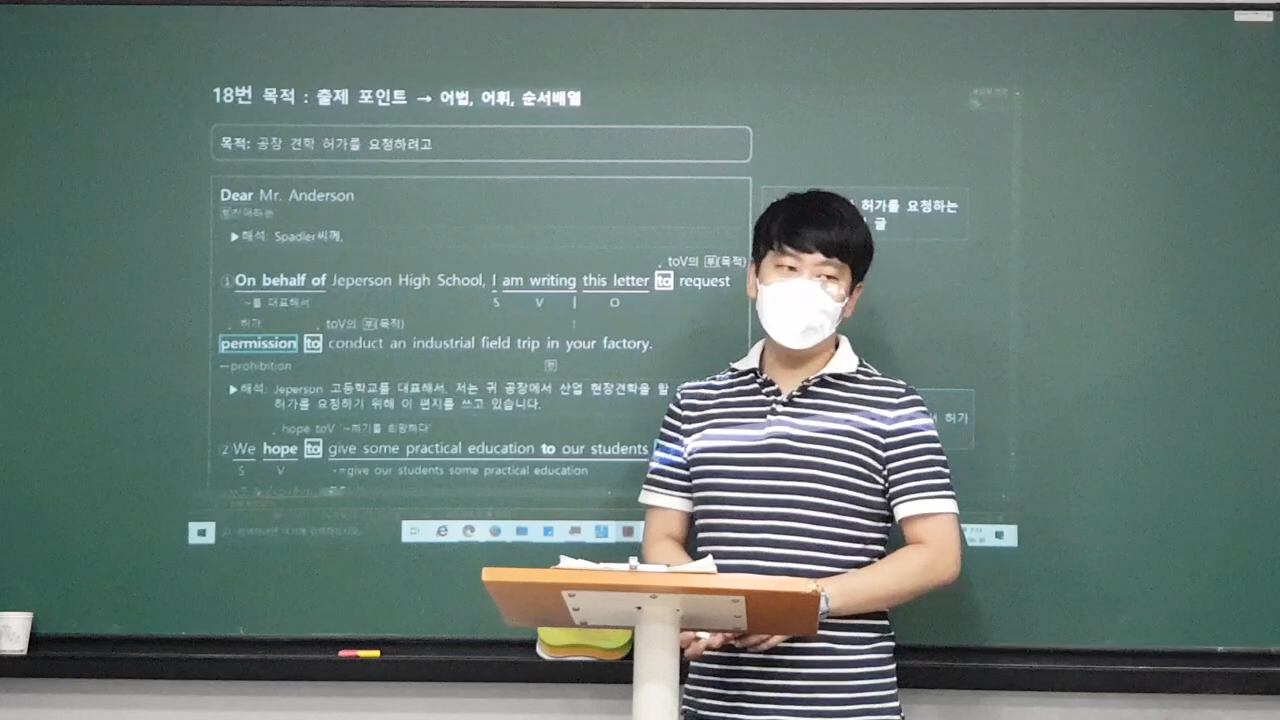 18번 목적 : 출제 포인트 → 어법, 어휘, 순서배열
목적: 공장 견학 허가를 요청하려고
Dear Mr. Anderson
▶해석: Spadler씨께,
허가를 요청하는
글
toV의 부(목적)
① On behalf of Jeperson High School, I am writing this letter to request
~를 대표해서 S V O
허가 toV의 부(목적)
permission to conduct an industrial field trip in your factory.
↔prohibition
▶해석: Jeperson 고등학교를 대표해서, 저는 귀 공장에서 산업 현장견학을 할
허가를 요청하기 위해 이 편지를 쓰고 있습니다.
허가
hope toV '~하기를 희망하다'
② We hope to give some practical education to our students
S V =give our students some practical education